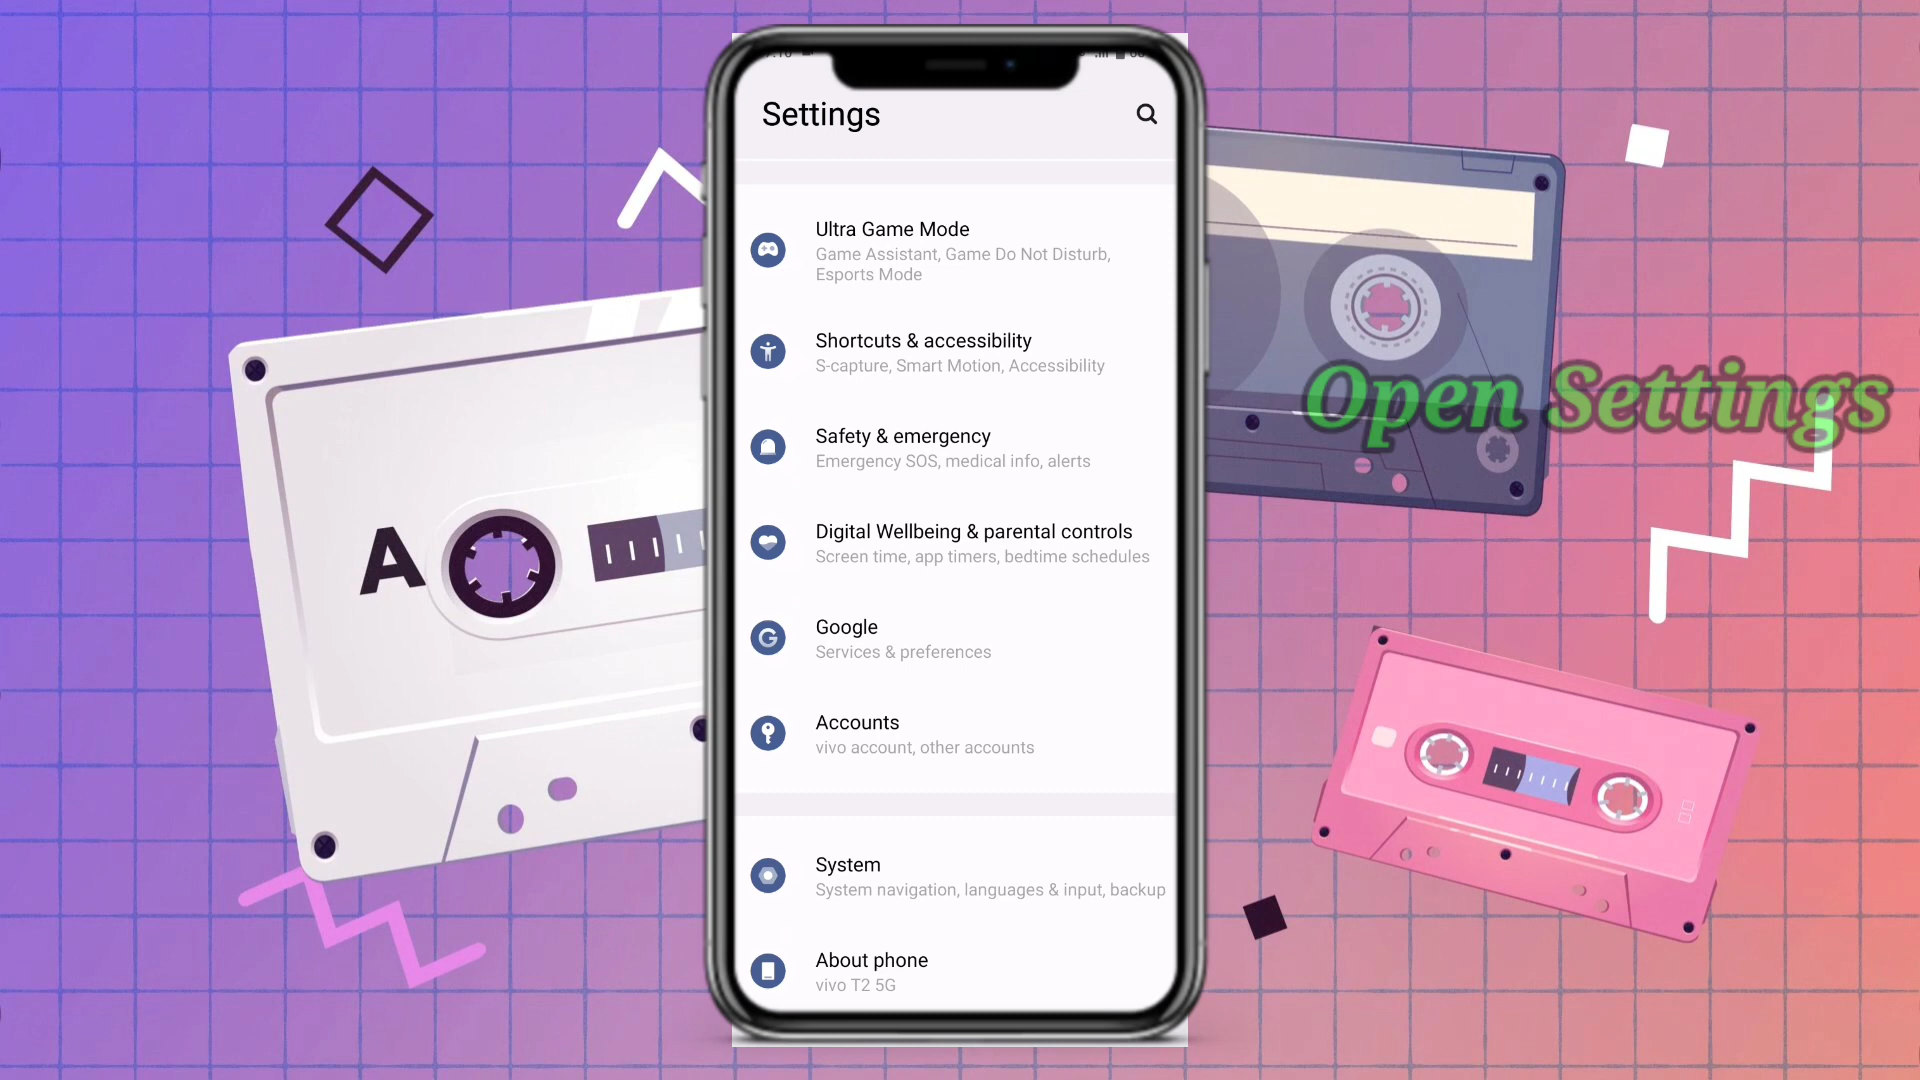 Settings
Ultra Game Mode
Game Assistant, Game Do Not Disturb,
Esports Mode
Shortcuts & accessibility
S-capture, Smart Motion, Accessibility
Safety & emergency
Emergency SOS, medical info, alerts
Digital Wellbeing & parental controls
Screen time, app timers, bedtime schedules
Google
Services & preferences
Accounts
vivo account, other accounts
System
System navigation, languages & input, backup
About phone
vivo T2 5G
Open Settings
A